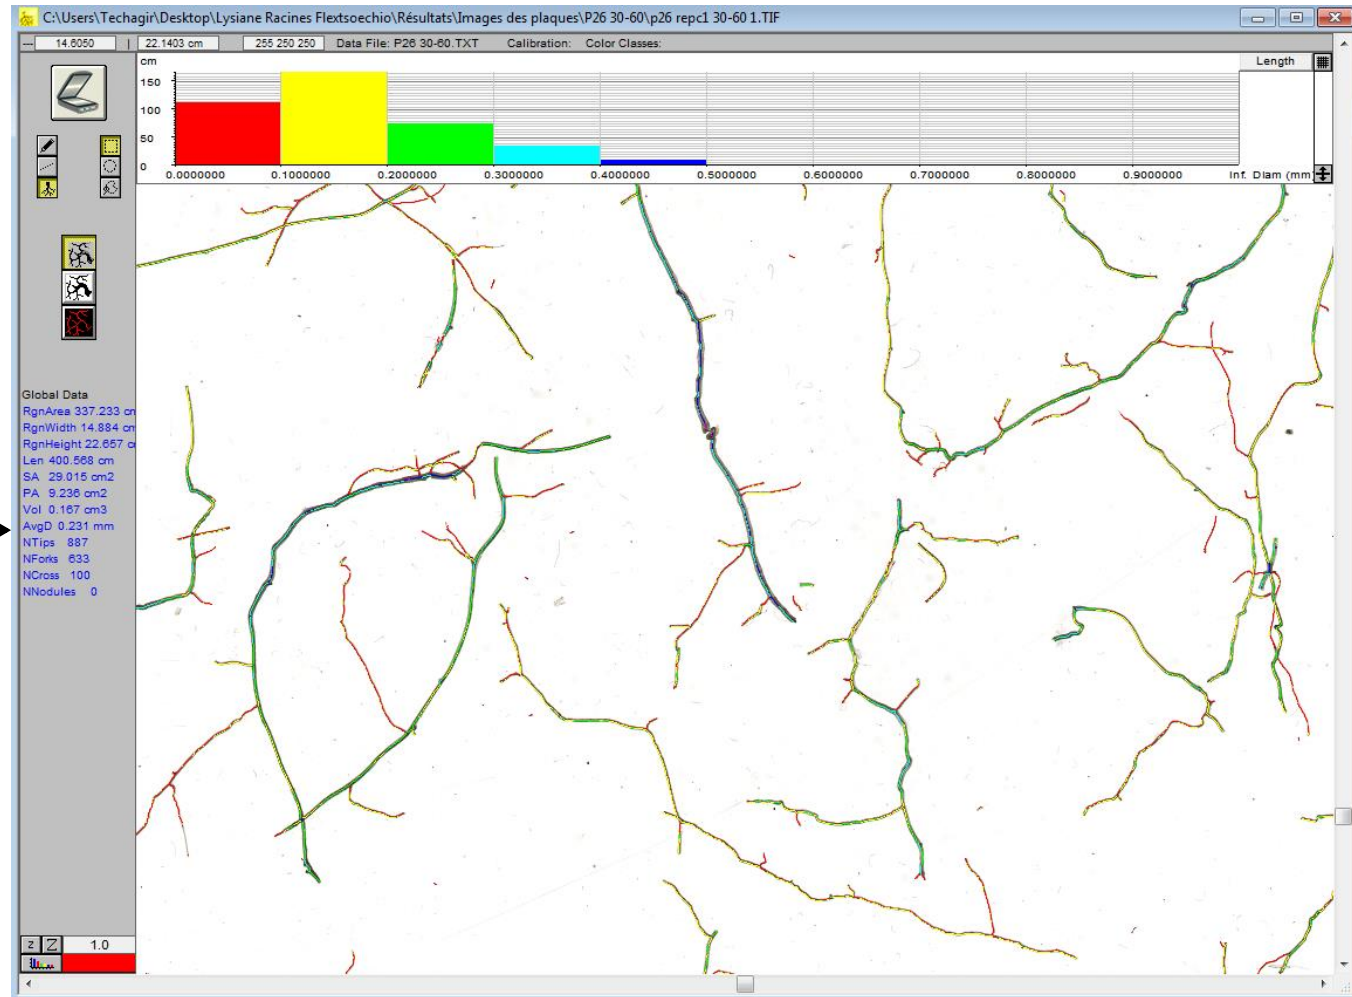 C:\Users\Techagir\Desktop\Lysiane Racines Flextsoechio\Résultats\Images des plaques\P26 30-60\p26 repc1 30-60 1.TIF
14.6050 | 22.1403 cm 255 250 250 Data File: P26 30-60.TXT Calibration: Color Classes:
cm
Length
150
100
50
0
0.0000000 0.1000000 0.2000000 0.3000000 0.4000000 0.5000000 0.6000000 0.7000000 0.8000000 0.9000000 Inf. Diam (mm
Global Data
RgnArea 337.233 cm
RgnWidth 14.884 cm
RgnHeight 22.657 c
Len 400.568 cm
SA 29.015 cm2
PA 9.236 cm2
Vol 0.167 cm3
AvgD 0.231 mm
NTips 887
NForks 633
NCross 100
NNodules 0
z Z 1.0